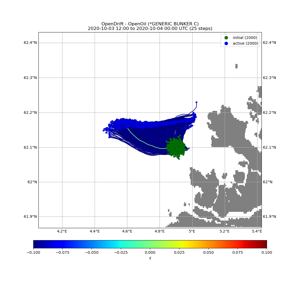 OpenDrift - OpenOil (*GENERIC BUNKER C)
2020-10-03 12:00 to 2020-10-04 00:00 UTC (25 steps)
initial (2000)
active (2000)
62.4°N 62.4°N
62.3°N 62.3°N
62.2°N 62.2°N
62.1°N 62.1°N
62°N 62°N
61.9°N 61.9°N
4.2°E 4.4°E 4.6°E 4.8°E 5°E 5.2°E 5.4°E
−0.100 −0.075 −0.050 −0.025 0.000 0.025 0.050 0.075 0.100